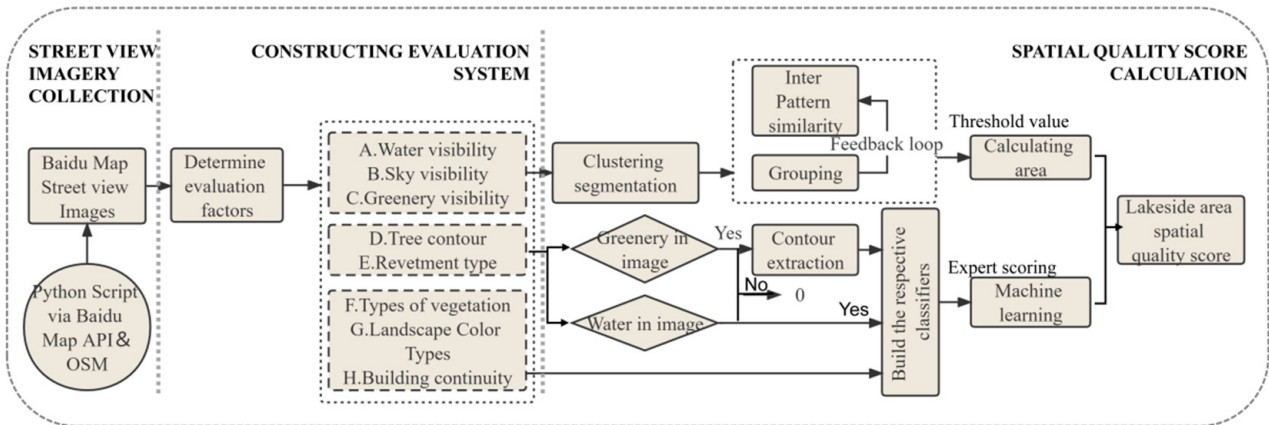 STREET VIEW
IMAGERY
COLLECTION
CONSTRUCTING EVALUATION
SYSTEM
SPATIAL QUALITY SCORE
CALCULATION
Baidu Map
Street view
Images
Python Script
via Baidu
Map API&
OSM
Determine
evaluation
factors
A.Water visibility
B.Sky visibility
C.Greenery visibility
D.Tree contour
E.Revetment type
F.Types of vegetation
G.Landscape Color
Types
H.Building continuity
Clustering
segmentation
Inter
Pattern
similarity
Feedback loop
Grouping
Greenery in
image
Yes
Contour
extraction
No
0
Water in image
Yes
Build the respective
classifiers
Threshold value
Calculating
area
Expert scoring
Machine
learning
Lakeside area
spatial
quality score